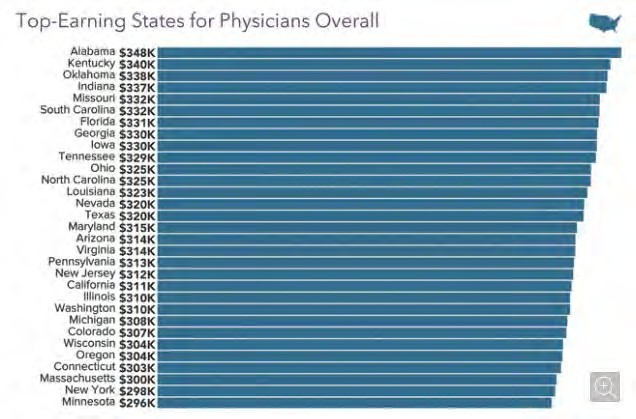 Top-Earning States for Physicians Overall
Alabama $348K
Kentucky $340K
Oklahoma $338K
Indiana $337K
Missouri $332K
South Carolina $332K
Florida $331K
Georgia $330K
Iowa $330K
Tennessee $329K
Ohio $325K
North Carolina $325K
Louisiana $323K
Nevada $320K
Texas $320K
Maryland $315K
Arizona $314K
Virginia $314K
Pennsylvania $313K
New Jersey $312K
California $311K
Illinois $310K
Washington $310K
Michigan $308K
Colorado $307K
Wisconsin $304K
Oregon $304K
Connecticut $303K
Massachusetts $300K
New York $298K
Minnesota $296K